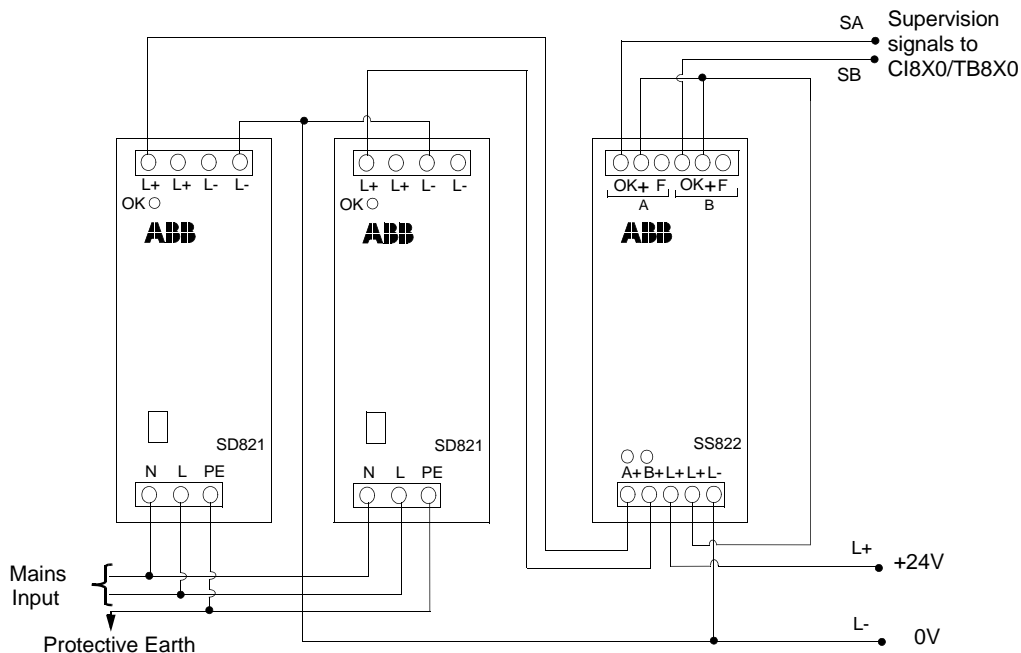 SA
Supervision
signals to
CI8X0/TB8X0
SB
L+ L+ L- L-
OK
ABB
SD821
N L PE
L+ L+ L- L-
OK
ABB
SD821
N L PE
OK+ F OK+F
A B
ABB
SS822
A+ B+ L+ L+ L-
Mains
Input
Protective Earth
L+ +24V
L- 0V